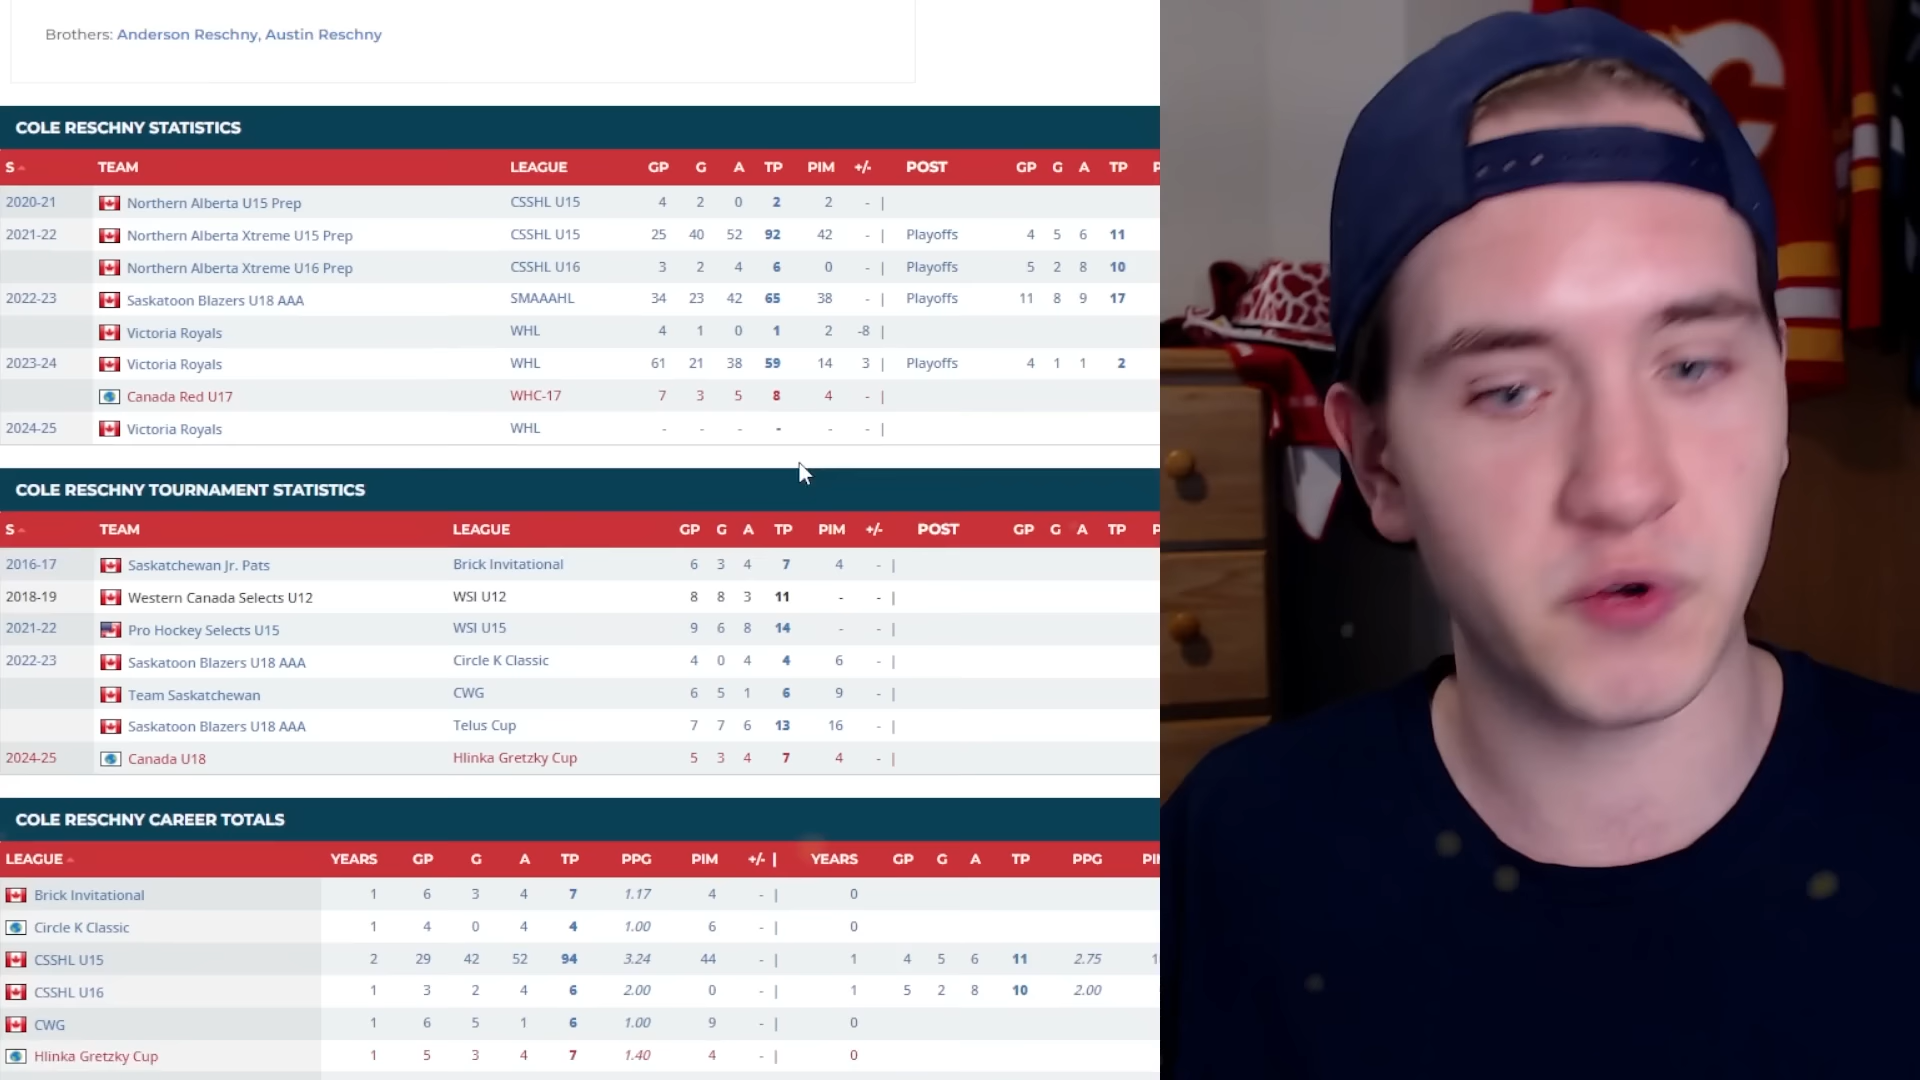 Brothers: Anderson Reschny, Austin Reschny
COLE RESCHNY STATISTICS
S TEAM LEAGUE GP G A TP PIM +/- POST GP G A TP
2020-21 Northern Alberta U15 Prep CSSHL U15 4 2 0 2 2 - |
2021-22 Northern Alberta Xtreme U15 Prep CSSHL U15 25 40 52 92 42 - | Playoffs 4 5 6 11
Northern Alberta Xtreme U16 Prep CSSHL U16 3 2 4 6 0 - | Playoffs 5 2 8 10
2022-23 Saskatoon Blazers U18 AAA SMAAAHL 34 23 42 65 38 - | Playoffs 11 8 9 17
Victoria Royals WHL 4 1 0 1 2 -8 |
2023-24 Victoria Royals WHL 61 21 38 59 14 3 | Playoffs 4 1 1 2
Canada Red U17 WHC-17 7 3 5 8 4 - |
2024-25 Victoria Royals WHL - - - - - - |
COLE RESCHNY TOURNAMENT STATISTICS
S TEAM LEAGUE GP G A TP PIM +/- POST GP G A TP
2016-17 Saskatchewan Jr. Pats Brick Invitational 6 3 4 7 4 - |
2018-19 Western Canada Selects U12 WSI U12 8 8 3 11 - - |
2021-22 Pro Hockey Selects U15 WSI U15 9 6 8 14 - - |
2022-23 Saskatoon Blazers U18 AAA Circle K Classic 4 0 4 4 6 - |
Team Saskatchewan CWG 6 5 1 6 9 - |
Saskatoon Blazers U18 AAA Telus Cup 7 7 6 13 16 - |
2024-25 Canada U18 Hlinka Gretzky Cup 5 3 4 7 4 - |
COLE RESCHNY CAREER TOTALS
LEAGUE YEARS GP G A TP PPG PIM +/- | YEARS GP G A TP PPG
Brick Invitational 1 6 3 4 7 1.17 4 - | 0
Circle K Classic 1 4 0 4 4 1.00 6 - | 0
CSSHL U15 2 29 42 52 94 3.24 44 - | 1 4 5 6 11 2.75
CSSHL U16 1 3 2 4 6 2.00 0 - | 1 5 2 8 10 2.00
CWG 1 6 5 1 6 1.00 9 - | 0
Hlinka Gretzky Cup 1 5 3 4 7 1.40 4 - | 0